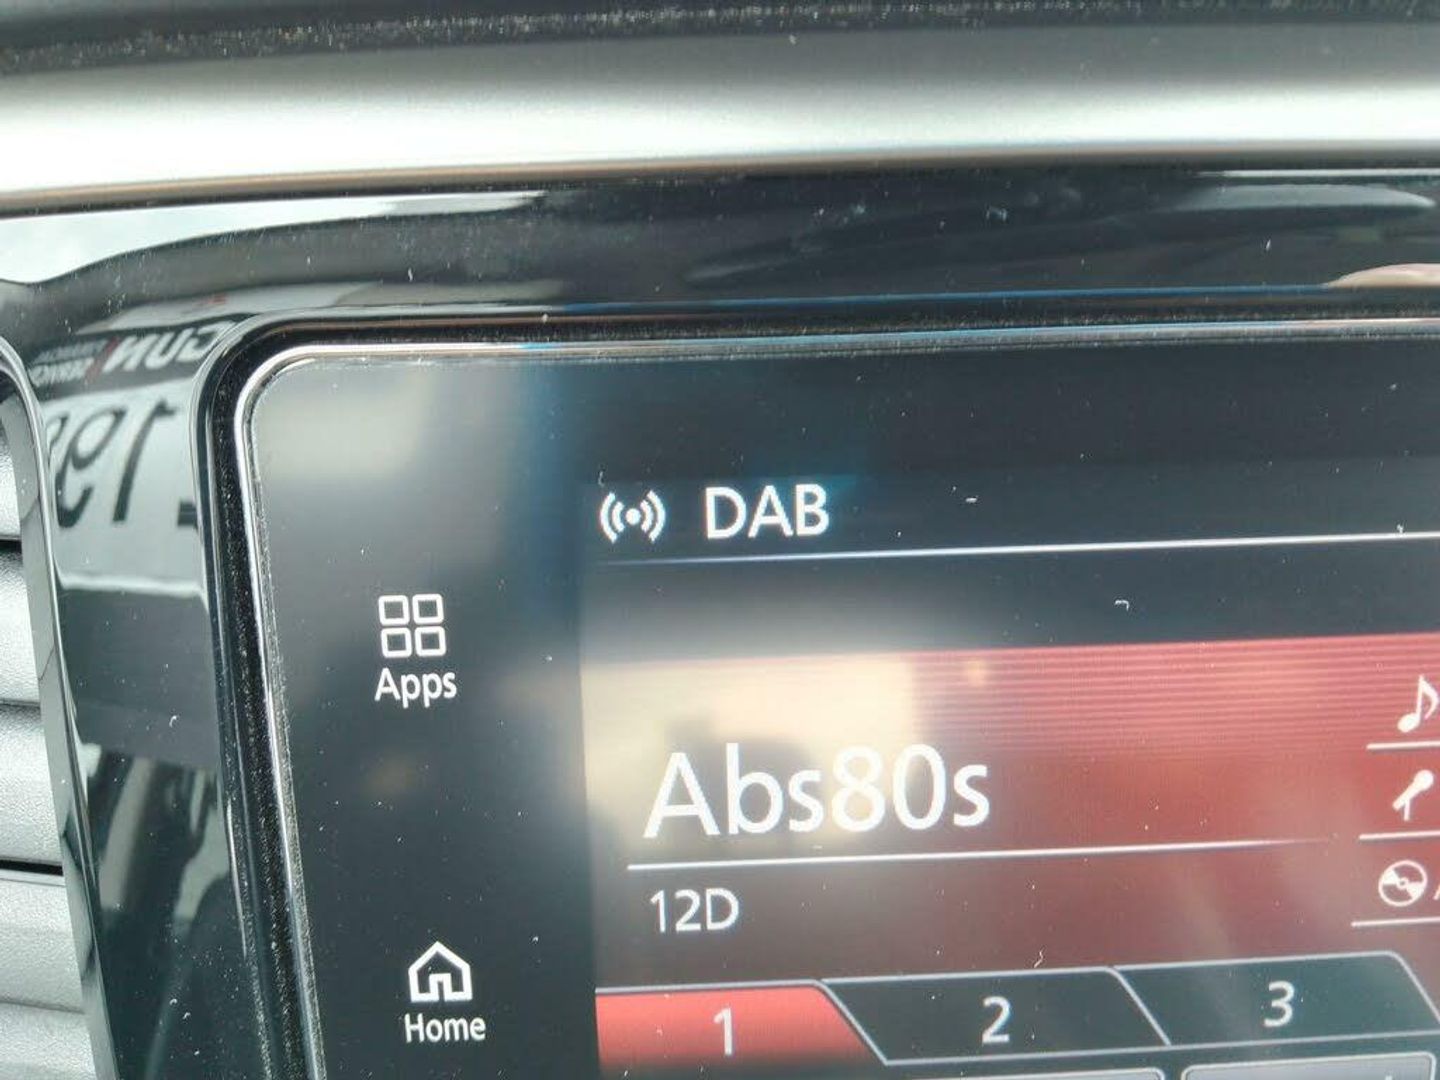 DAB
Apps
Abs80s
12D
Home
1 2 3